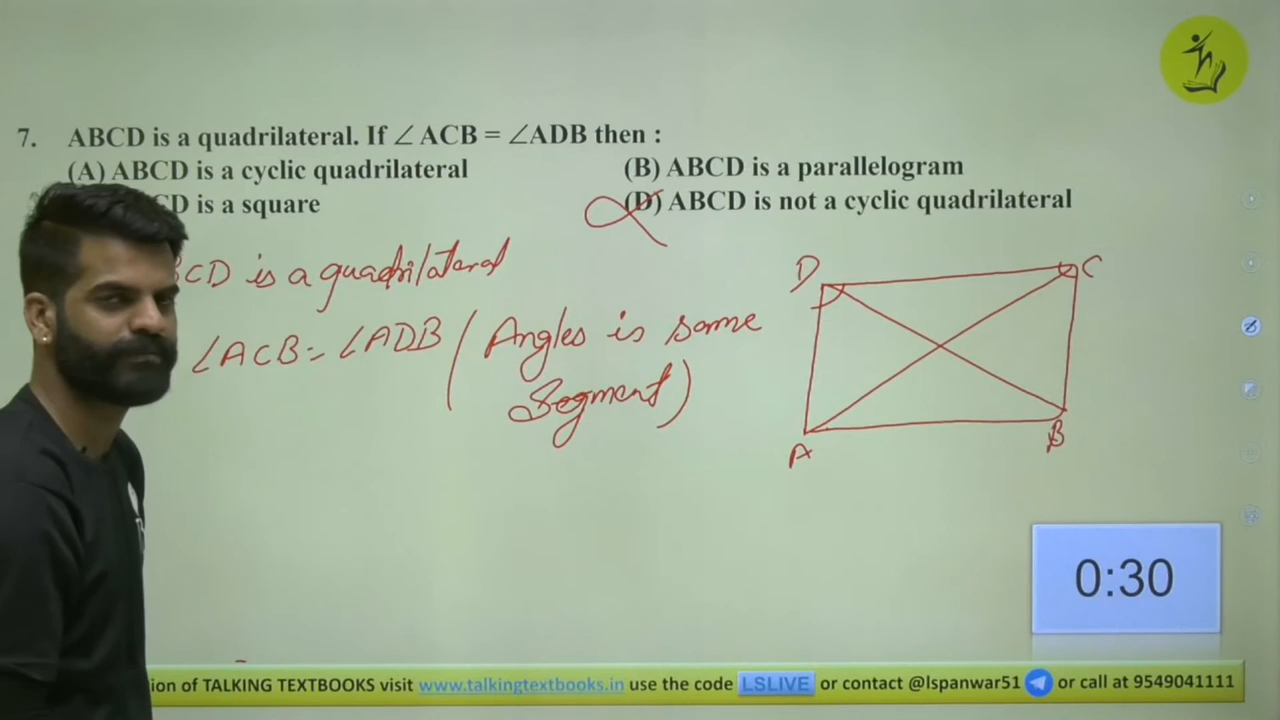 7. ABCD is a quadrilateral. If ∠ACB = ∠ADB then :
(A) ABCD is a cyclic quadrilateral (B) ABCD is a parallelogram
CD is a square (D) ABCD is not a cyclic quadrilateral
BCD is a quadrilateral
∠ACB = ∠ADB ( Angles is same
Segment)
D C
A B
0:30
ion of TALKING TEXTBOOKS visit www.talkingtextbooks.in use the code LSLIVE or contact @lspanwar51 or call at 9549041111